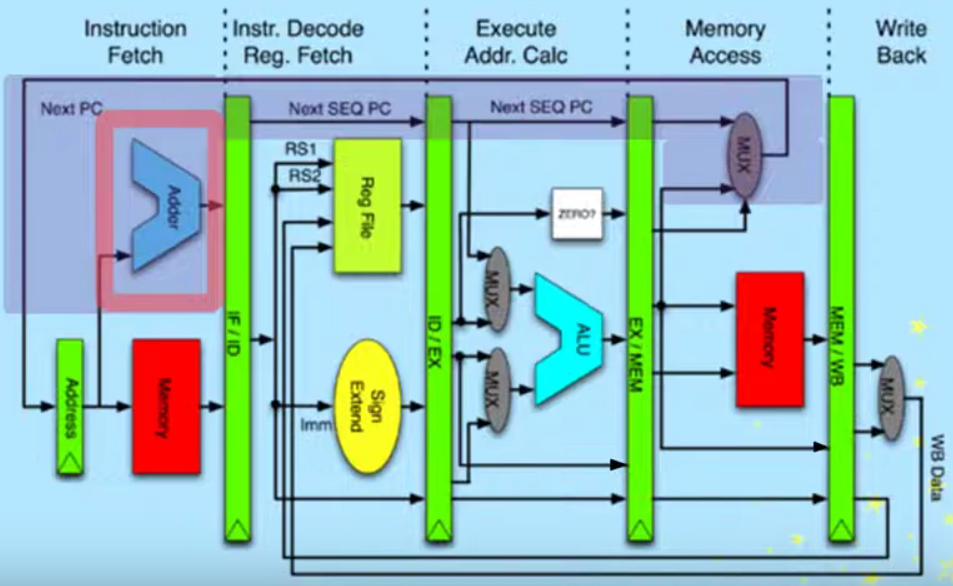 Instruction
Fetch
Instr. Decode
Reg. Fetch
Execute
Addr. Calc
Memory
Access
Write
Back
Next PC
Next SEQ PC
Next SEQ PC
Adder
RS1
RS2
Reg File
MUX
ZERO?
MUX
ALU
MUX
Memory
Address
Memory
IF / ID
Imm
Sign
Extend
ID / EX
EX / MEM
MEM / WB
MUX
WB Data